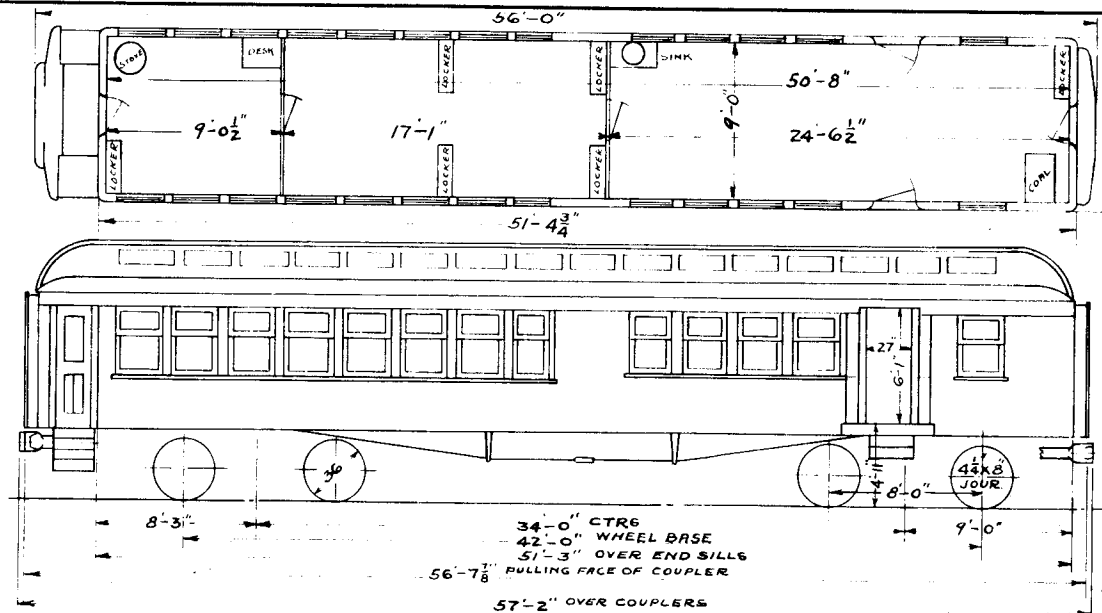 56'-0"
STOVE
DESK
LOCKER
LOCKER
SINK
LOCKER
50'-8"
9'-0½"
17'-1"
9'-0"
24'-6½"
LOCKER
LOCKER
LOCKER
COAL
51'-4¾"
27"
6'-1"
36
4'-11"
4¼ x 8"
JOUR.
8'-0"
8'-3"
34'-0" CTRS
9'-0"
42'-0" WHEEL BASE
51'-3" OVER END SILLS
56'-7⅞" PULLING FACE OF COUPLER
57'-2" OVER COUPLERS